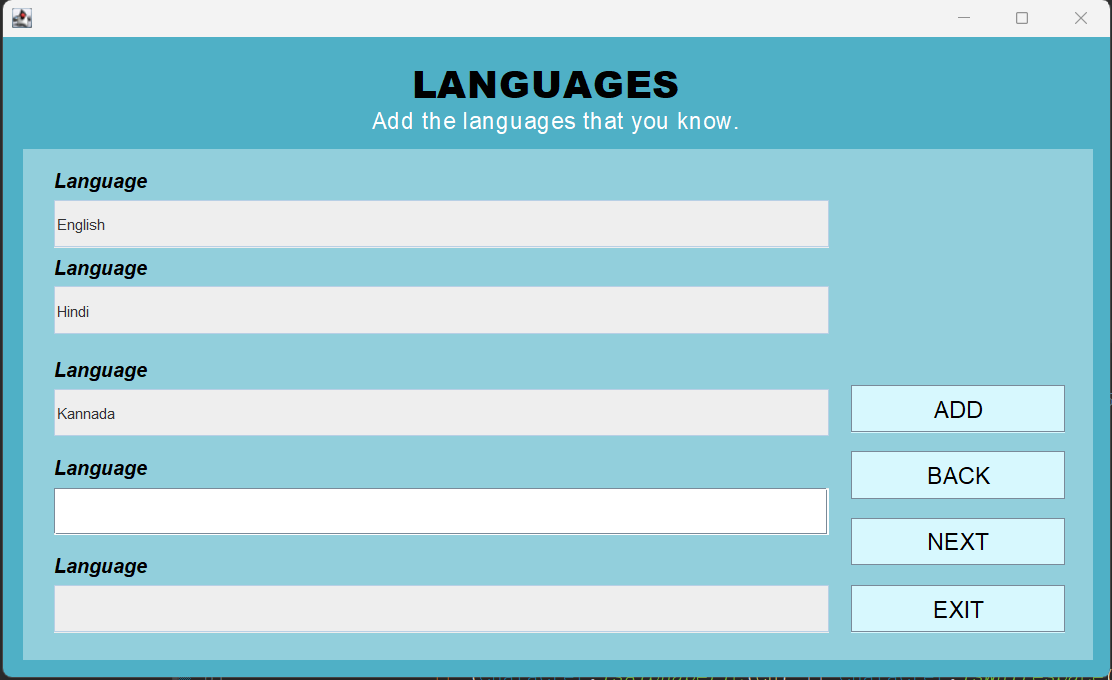 LANGUAGES
Add the languages that you know.
Language
English
Language
Hindi
Language
Kannada
ADD
Language
BACK
NEXT
Language
EXIT